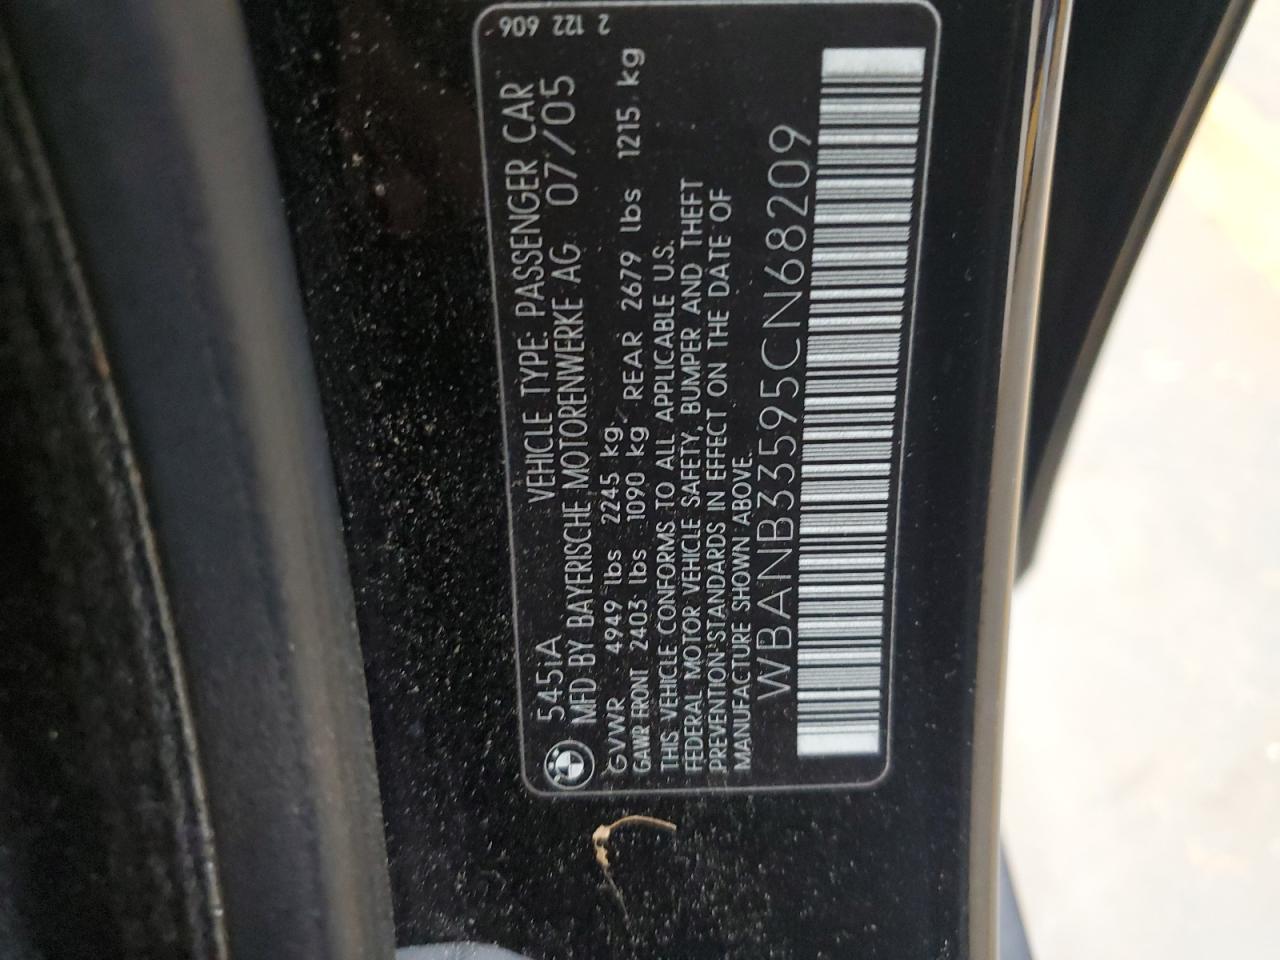 2 122 606
545iA VEHICLE TYPE: PASSENGER CAR
MFD BY BAYERISCHE MOTORENWERKE AG 07/05
GVWR 4949 lbs 2245 kg
GAWR FRONT 2403 lbs 1090 kg, REAR 2679 lbs 1215 kg
THIS VEHICLE CONFORMS TO ALL APPLICABLE U.S.
FEDERAL MOTOR VEHICLE SAFETY, BUMPER AND THEFT
PREVENTION STANDARDS IN EFFECT ON THE DATE OF
MANUFACTURE SHOWN ABOVE.
WBANB33595CN68209